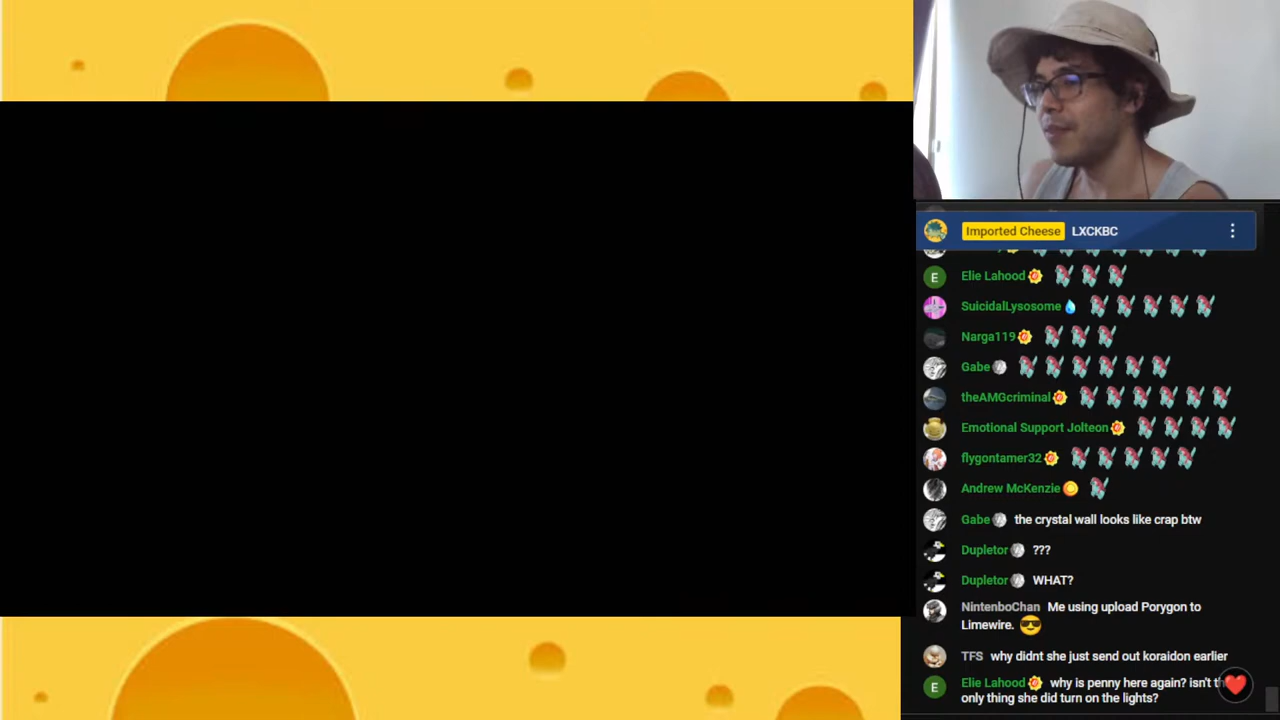 Imported Cheese LXCKBC
E Elie Lahood
SuicidalLysosome
Narga119
Gabe
theAMGcriminal
Emotional Support Jolteon
flygontamer32
Andrew McKenzie
Gabe the crystal wall looks like crap btw
Dupletor ???
Dupletor WHAT?
NintenboChan Me using upload Porygon to
Limewire. 😎
TFS why didnt she just send out koraidon earlier
E Elie Lahood why is penny here again? isn't
only thing she did turn on the lights?